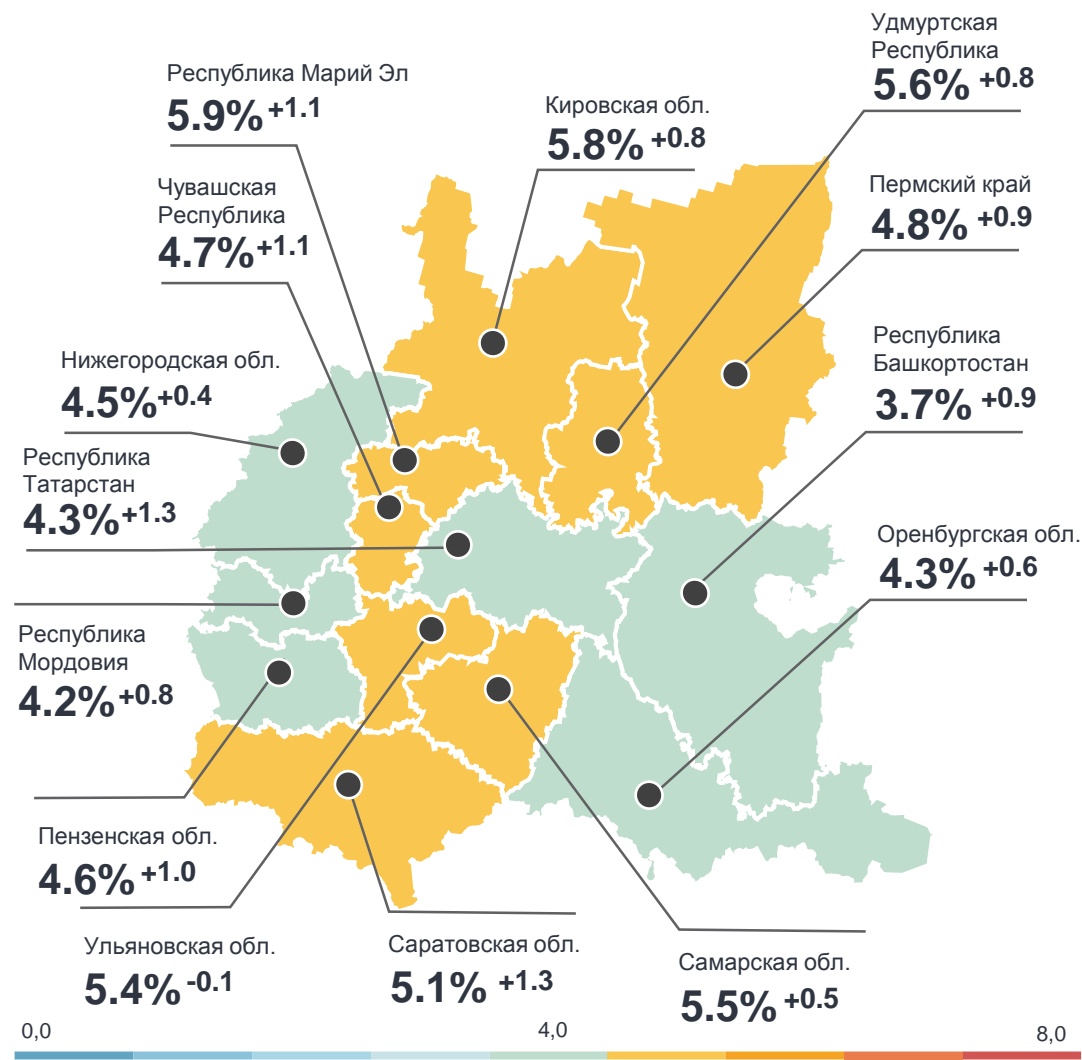 Удмуртская
Республика
5.6% +0.8
Республика Марий Эл
5.9% +1.1
Кировская обл.
5.8% +0.8
Чувашская
Республика
4.7% +1.1
Пермский край
4.8% +0.9
Нижегородская обл.
4.5% +0.4
Республика
Башкортостан
3.7% +0.9
Республика
Татарстан
4.3% +1.3
Оренбургская обл.
4.3% +0.6
Республика
Мордовия
4.2% +0.8
Пензенская обл.
4.6% +1.0
Ульяновская обл.
5.4% -0.1
Саратовская обл.
5.1% +1.3
Самарская обл.
5.5% +0.5
0,0 4,0 8,0